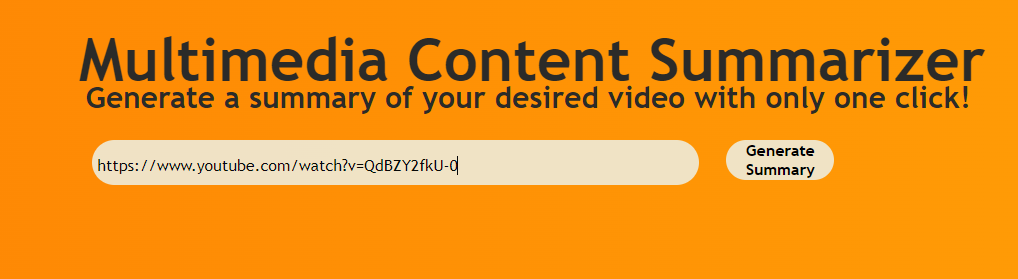 Multimedia Content Summarizer
Generate a summary of your desired video with only one click!
https://www.youtube.com/watch?v=QdBZY2fkU-0
Generate
Summary